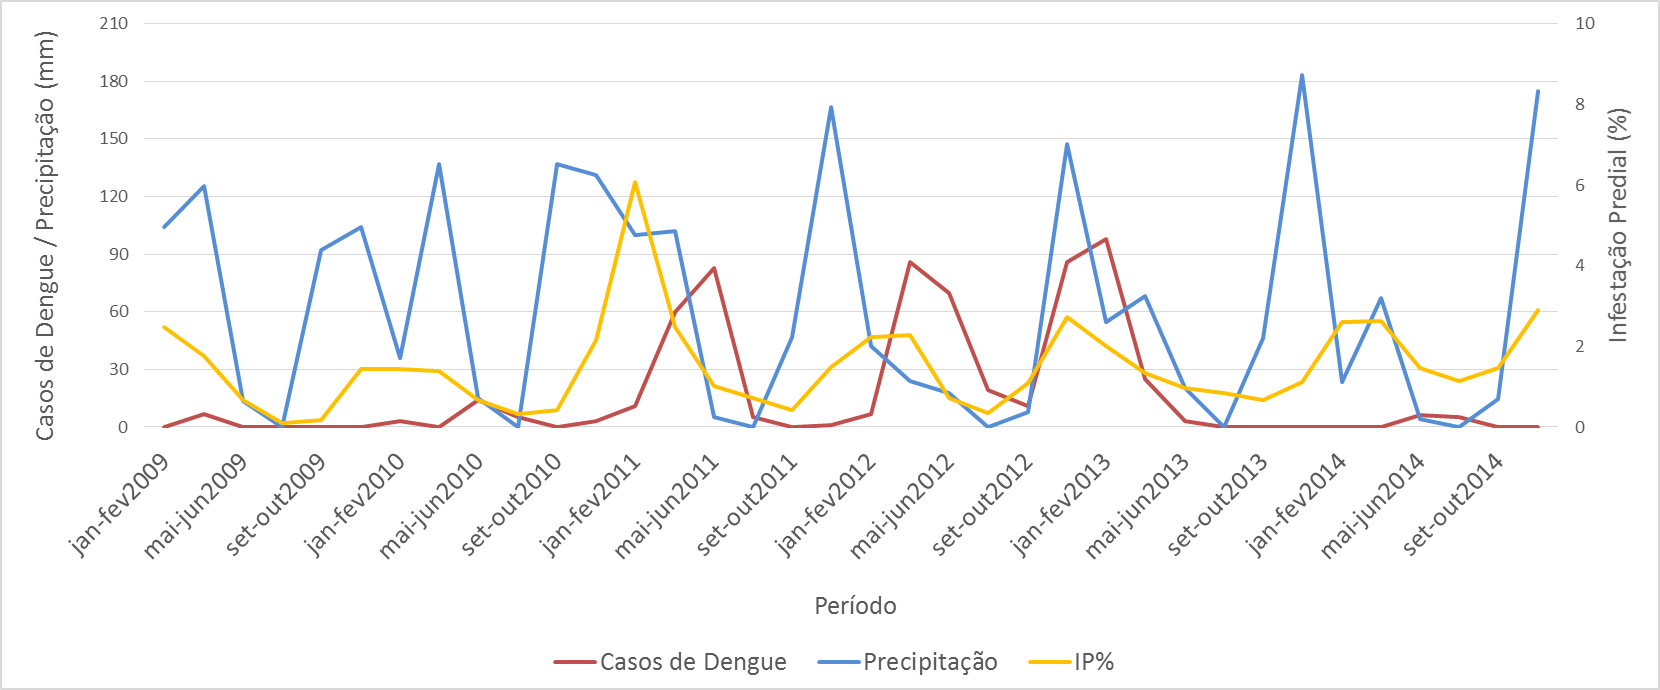 Casos de Dengue / Precipitação (mm)
210
180
150
120
90
60
30
0
10
8
6
4
2
0
Infestação Predial (%)
jan-fev2009
mai-jun2009
set-out2009
jan-fev2010
mai-jun2010
set-out2010
jan-fev2011
mai-jun2011
set-out2011
jan-fev2012
mai-jun2012
set-out2012
jan-fev2013
mai-jun2013
set-out2013
jan-fev2014
mai-jun2014
set-out2014
Período
Casos de Dengue Precipitação IP%